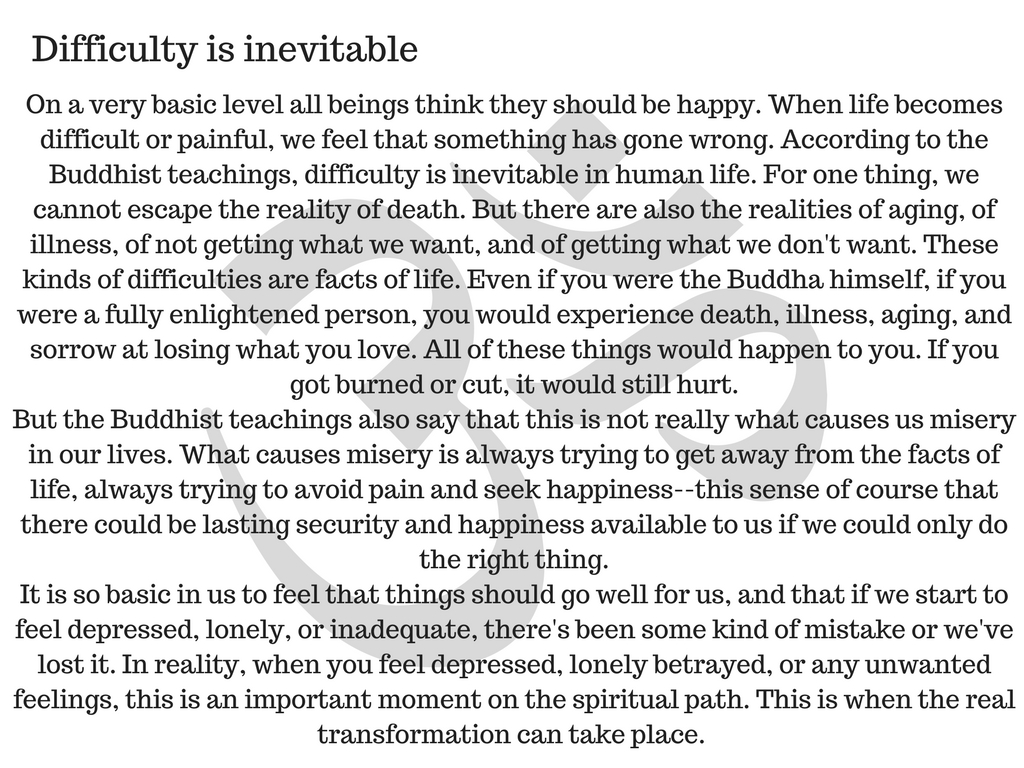 Difficulty is inevitable
On a very basic level all beings think they should be happy. When life becomes
difficult or painful, we feel that something has gone wrong. According to the
Buddhist teachings, difficulty is inevitable in human life. For one thing, we
cannot escape the reality of death. But there are also the realities of aging, of
illness, of not getting what we want, and of getting what we don't want. These
kinds of difficulties are facts of life. Even if you were the Buddha himself, if you
were a fully enlightened person, you would experience death, illness, aging, and
sorrow at losing what you love. All of these things would happen to you. If you
got burned or cut, it would still hurt.
But the Buddhist teachings also say that this is not really what causes us misery
in our lives. What causes misery is always trying to get away from the facts of
life, always trying to avoid pain and seek happiness--this sense of course that
there could be lasting security and happiness available to us if we could only do
the right thing.
It is so basic in us to feel that things should go well for us, and that if we start to
feel depressed, lonely, or inadequate, there's been some kind of mistake or we've
lost it. In reality, when you feel depressed, lonely betrayed, or any unwanted
feelings, this is an important moment on the spiritual path. This is when the real
transformation can take place.
ॐ